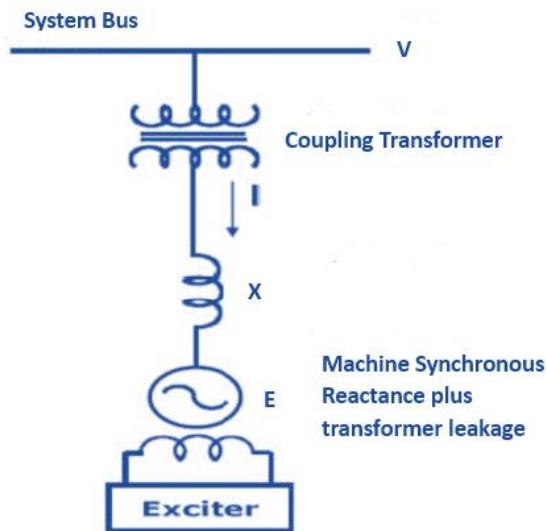 System Bus
V
Coupling Transformer
I
X
E
Machine Synchronous
Reactance plus
transformer leakage
Exciter